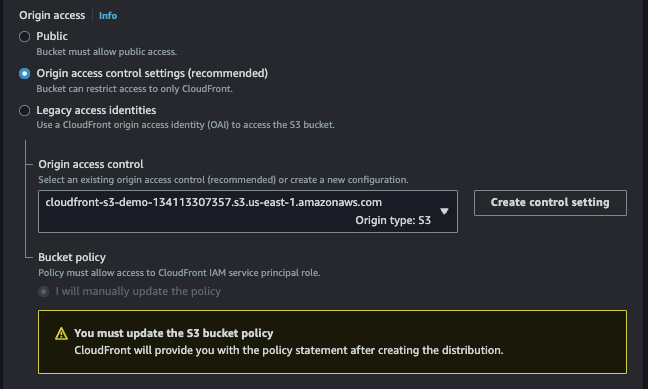 Origin access Info
Public
Bucket must allow public access.
Origin access control settings (recommended)
Bucket can restrict access to only CloudFront.
Legacy access identities
Use a CloudFront origin access identity (OAI) to access the S3 bucket.
Origin access control
Select an existing origin access control (recommended) or create a new configuration.
cloudfront-s3-demo-134113307357.s3.us-east-1.amazonaws.com
Origin type: S3
Create control setting
Bucket policy
Policy must allow access to CloudFront IAM service principal role.
I will manually update the policy
You must update the S3 bucket policy
CloudFront will provide you with the policy statement after creating the distribution.